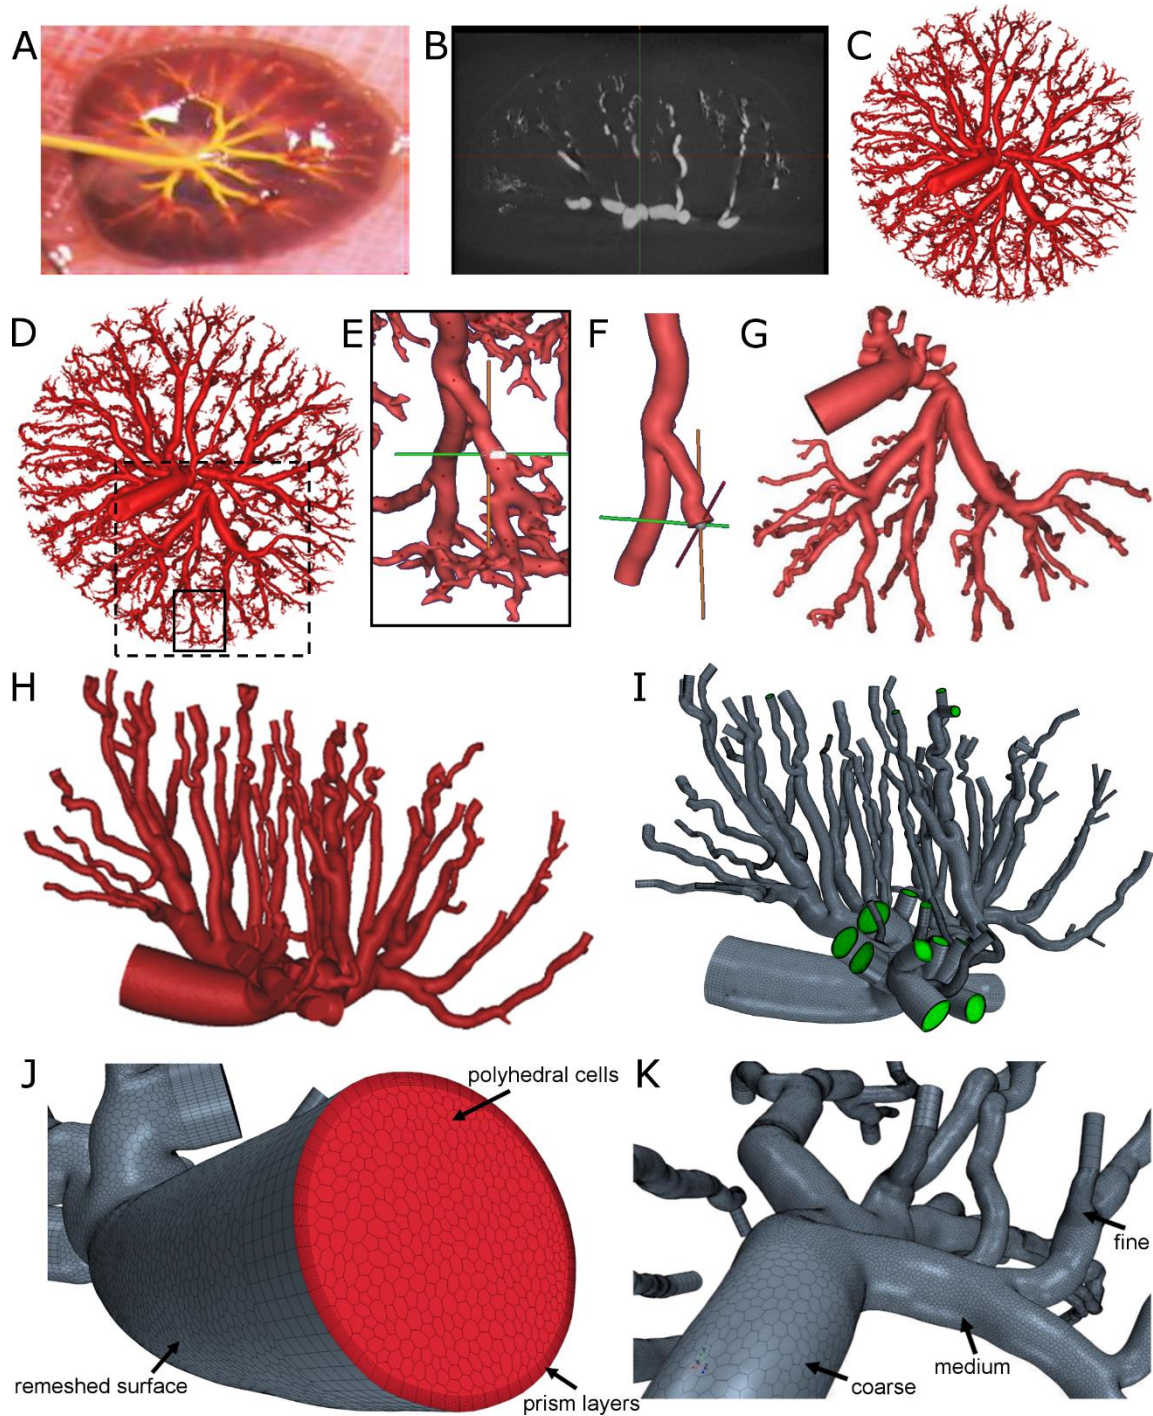 A
B
C
D
E
F
G
H
I
J
polyhedral cells
remeshed surface
prism layers
K
fine
medium
coarse